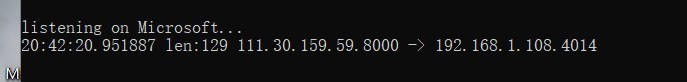 listening on Microsoft...
20:42:20.951887 len:129 111.30.159.59.8000 -> 192.168.1.108.4014
M